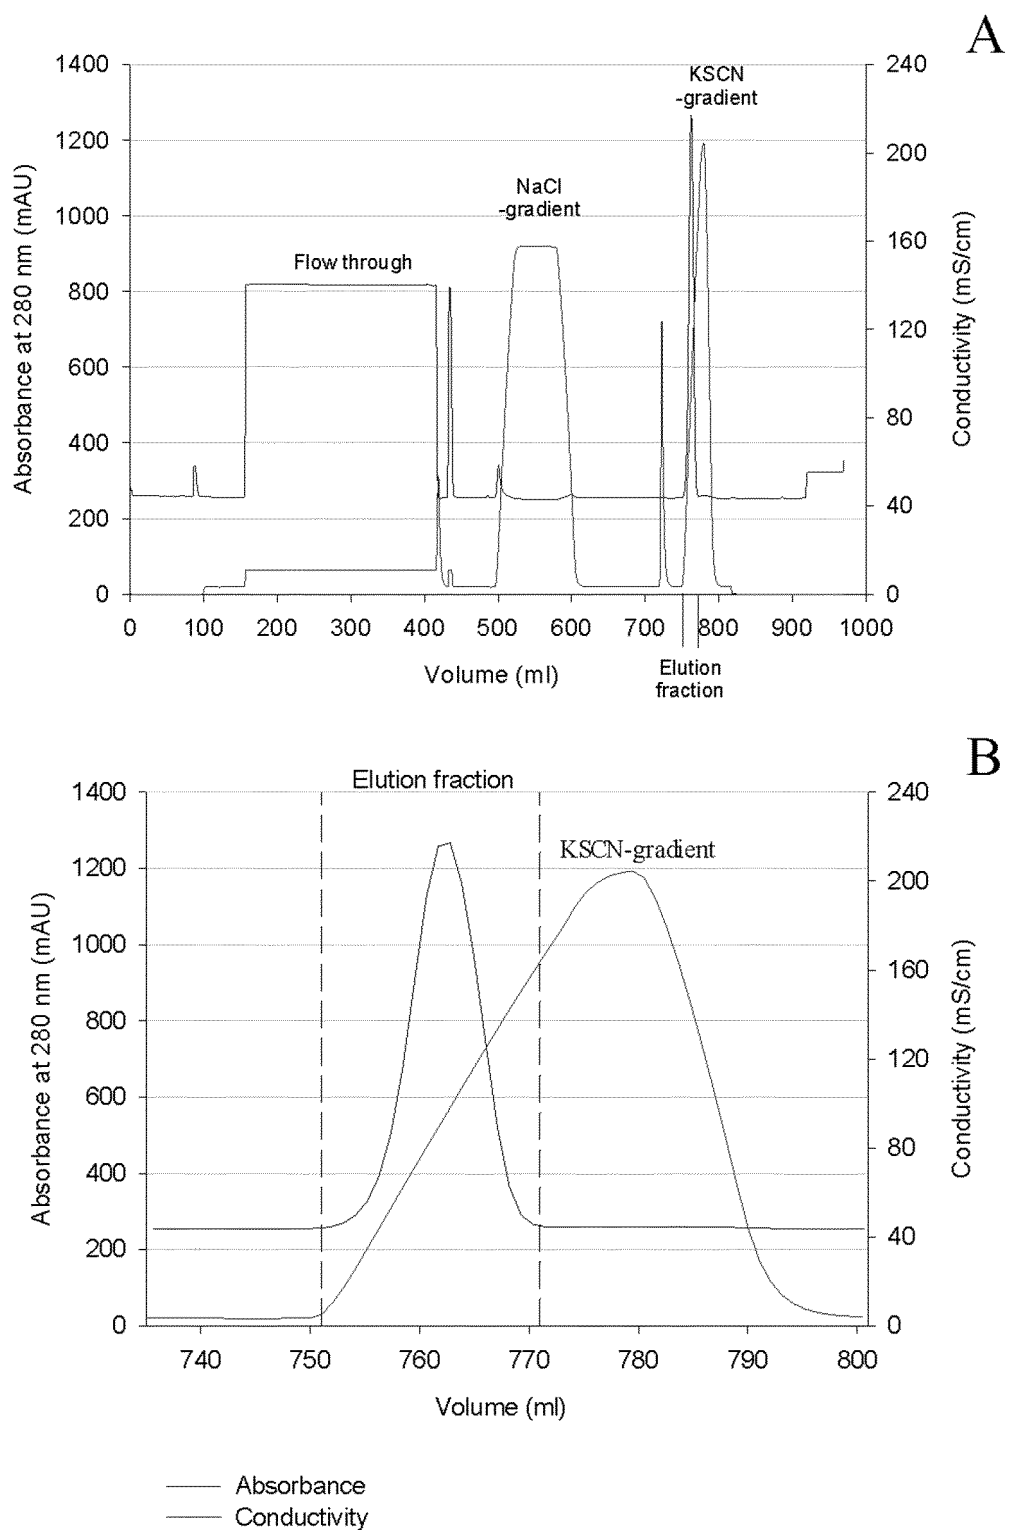 A
1400
1200
1000
800
600
400
200
0
Absorbance at 280 nm (mAU)
240
200
160
120
80
40
0
Conductivity (mS/cm)
KSCN
-gradient
NaCl
-gradient
Flow through
0 100 200 300 400 500 600 700 800 900 1000
Volume (ml)
Elution
fraction
B
Elution fraction
KSCN-gradient
1400
1200
1000
800
600
400
200
0
Absorbance at 280 nm (mAU)
240
200
160
120
80
40
0
Conductivity (mS/cm)
740 750 760 770 780 790 800
Volume (ml)
Absorbance
Conductivity